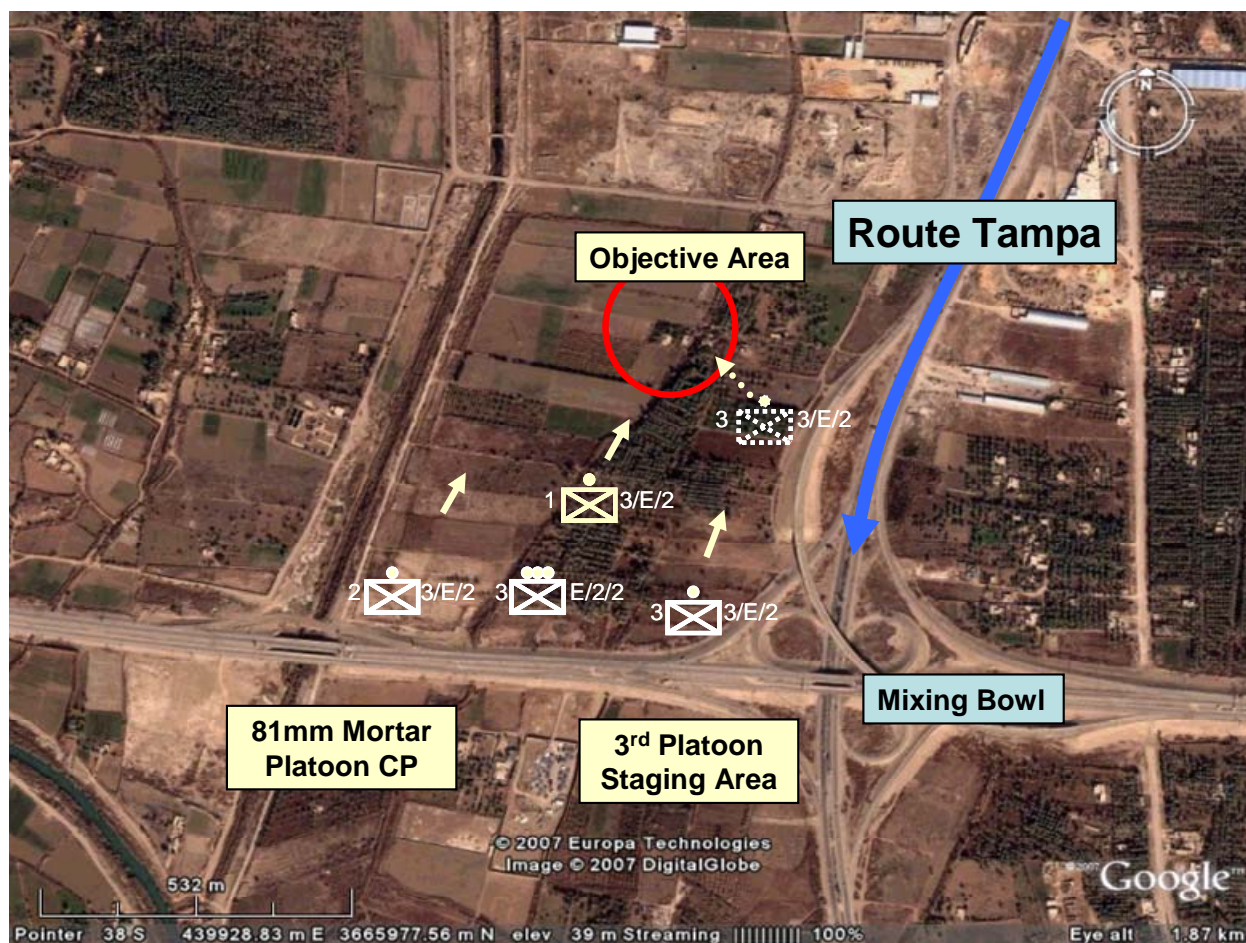 N
Route Tampa
Objective Area
3 3/E/2
1 3/E/2
2 3/E/2
3 E/2/2
3 3/E/2
Mixing Bowl
81mm Mortar
Platoon CP
3rd Platoon
Staging Area
© 2007 Europa Technologies
Image © 2007 DigitalGlobe
© 2007
Google™
532 m
Pointer 38 S 439928.83 m E 3665977.56 m N elev 39 m Streaming |||||||||| 100% Eye alt 1.87 km